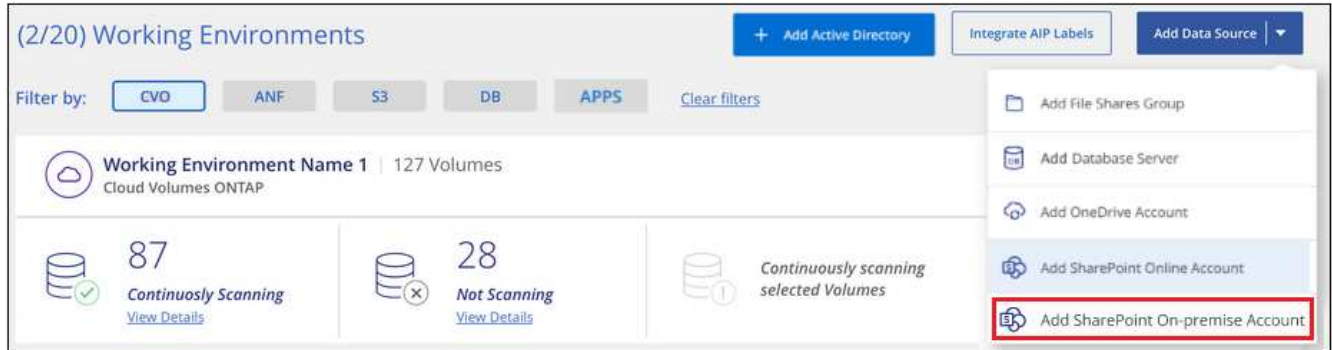 (2/20) Working Environments
+ Add Active Directory
Integrate AIP Labels
Add Data Source
Filter by:
CVO
ANF
S3
DB
APPS
Clear filters
Working Environment Name 1 | 127 Volumes
Cloud Volumes ONTAP
87
Continuosly Scanning
View Details
28
Not Scanning
View Details
Continuously scanning
selected Volumes
Add File Shares Group
DB
Add Database Server
Add OneDrive Account
S
Add SharePoint Online Account
S
Add SharePoint On-premise Account